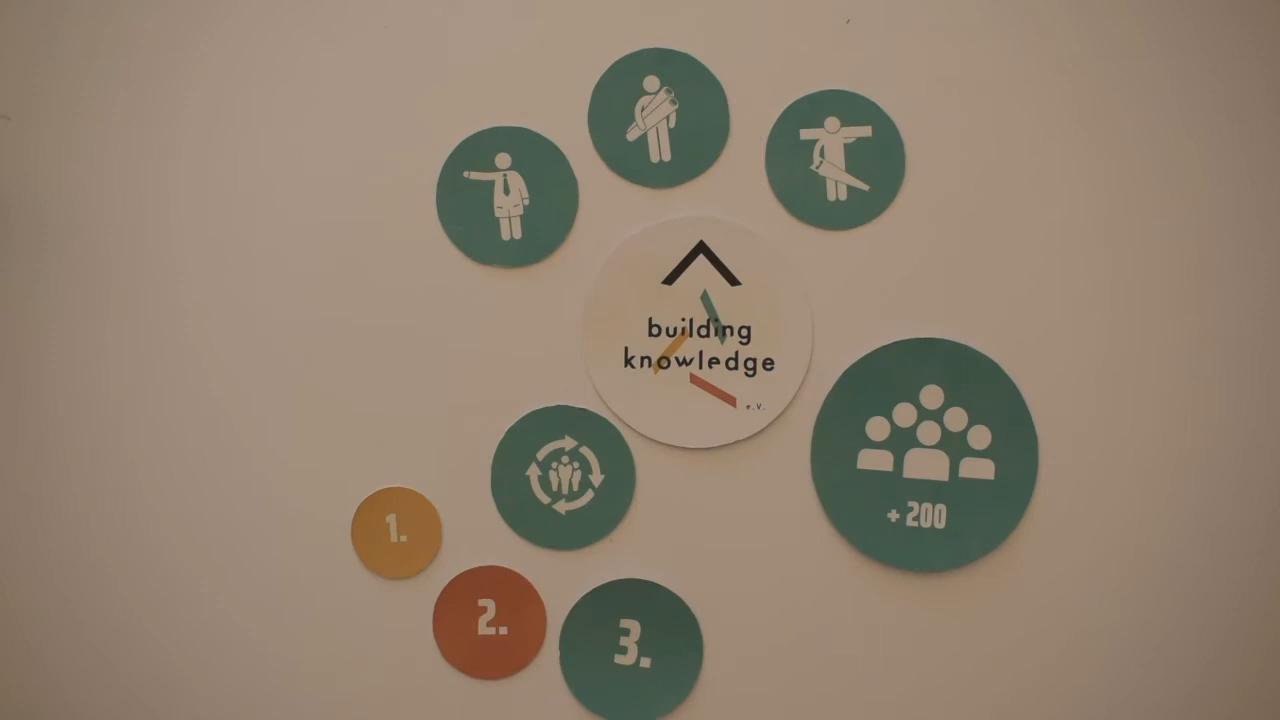 building
knowledge
e.V.
+ 200
1.
2.
3.